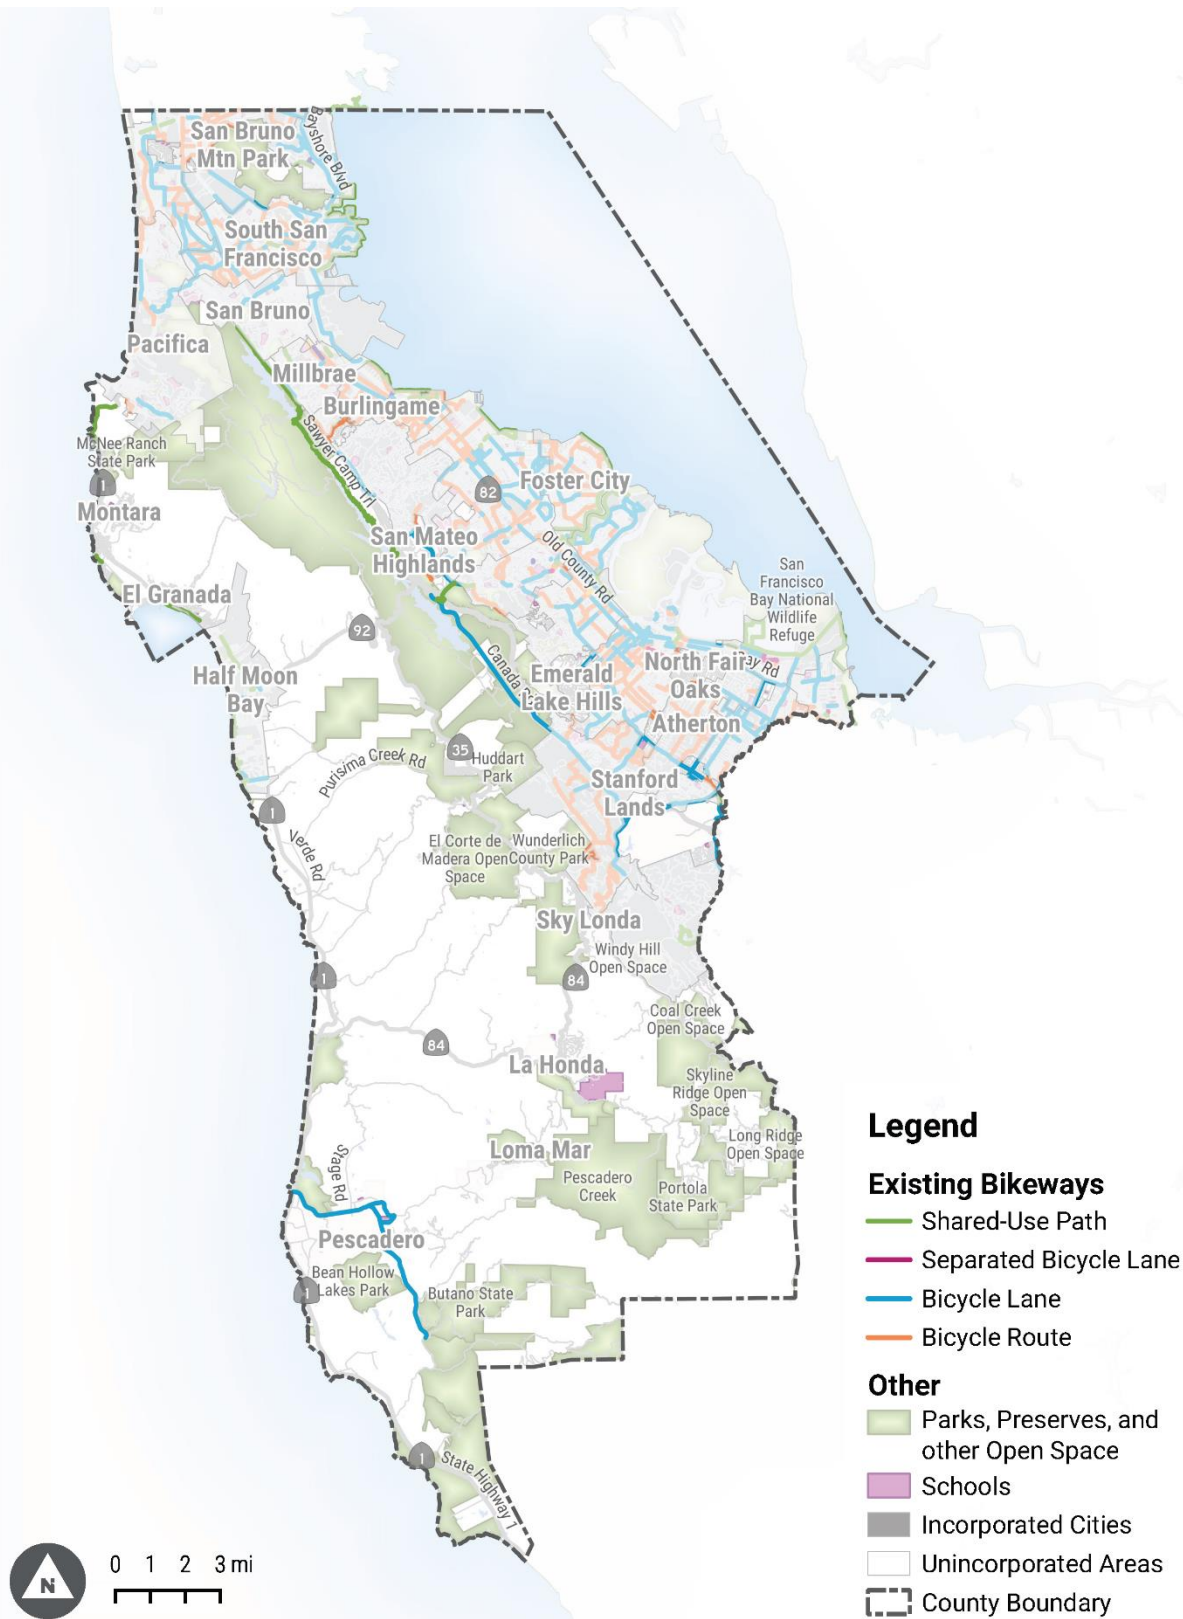 San Bruno
Mtn Park
Bayshore Blvd
South San
Francisco
San Bruno
Pacifica
Millbrae
Burlingame
Sawyer Camp Trl
McNee Ranch
State Park
1
Montara
82
Foster City
San Mateo
Highlands
Old County Rd
San
Francisco
Bay National
Wildlife
Refuge
El Granada
92
Half Moon
Bay
Canada
Emerald
Lake Hills
North Fair
Oaks
Bay Rd
Atherton
35
Huddart
Park
Purisima Creek Rd
Stanford
Lands
1
Verde Rd
El Corte de
Madera Open
Space
Wunderlich
County Park
Sky Londa
Windy Hill
Open Space
1
84
Coal Creek
Open Space
84
La Honda
Skyline
Ridge Open
Space
Long Ridge
Open Space
Loma Mar
Pescadero
Creek
Portola
State Park
Stage Rd
Pescadero
Bean Hollow
Lakes Park
1
Butano State
Park
1
State Highway 1
Legend
Existing Bikeways
Shared-Use Path
Separated Bicycle Lane
Bicycle Lane
Bicycle Route
Other
Parks, Preserves, and
other Open Space
Schools
Incorporated Cities
Unincorporated Areas
County Boundary
N
0 1 2 3 mi